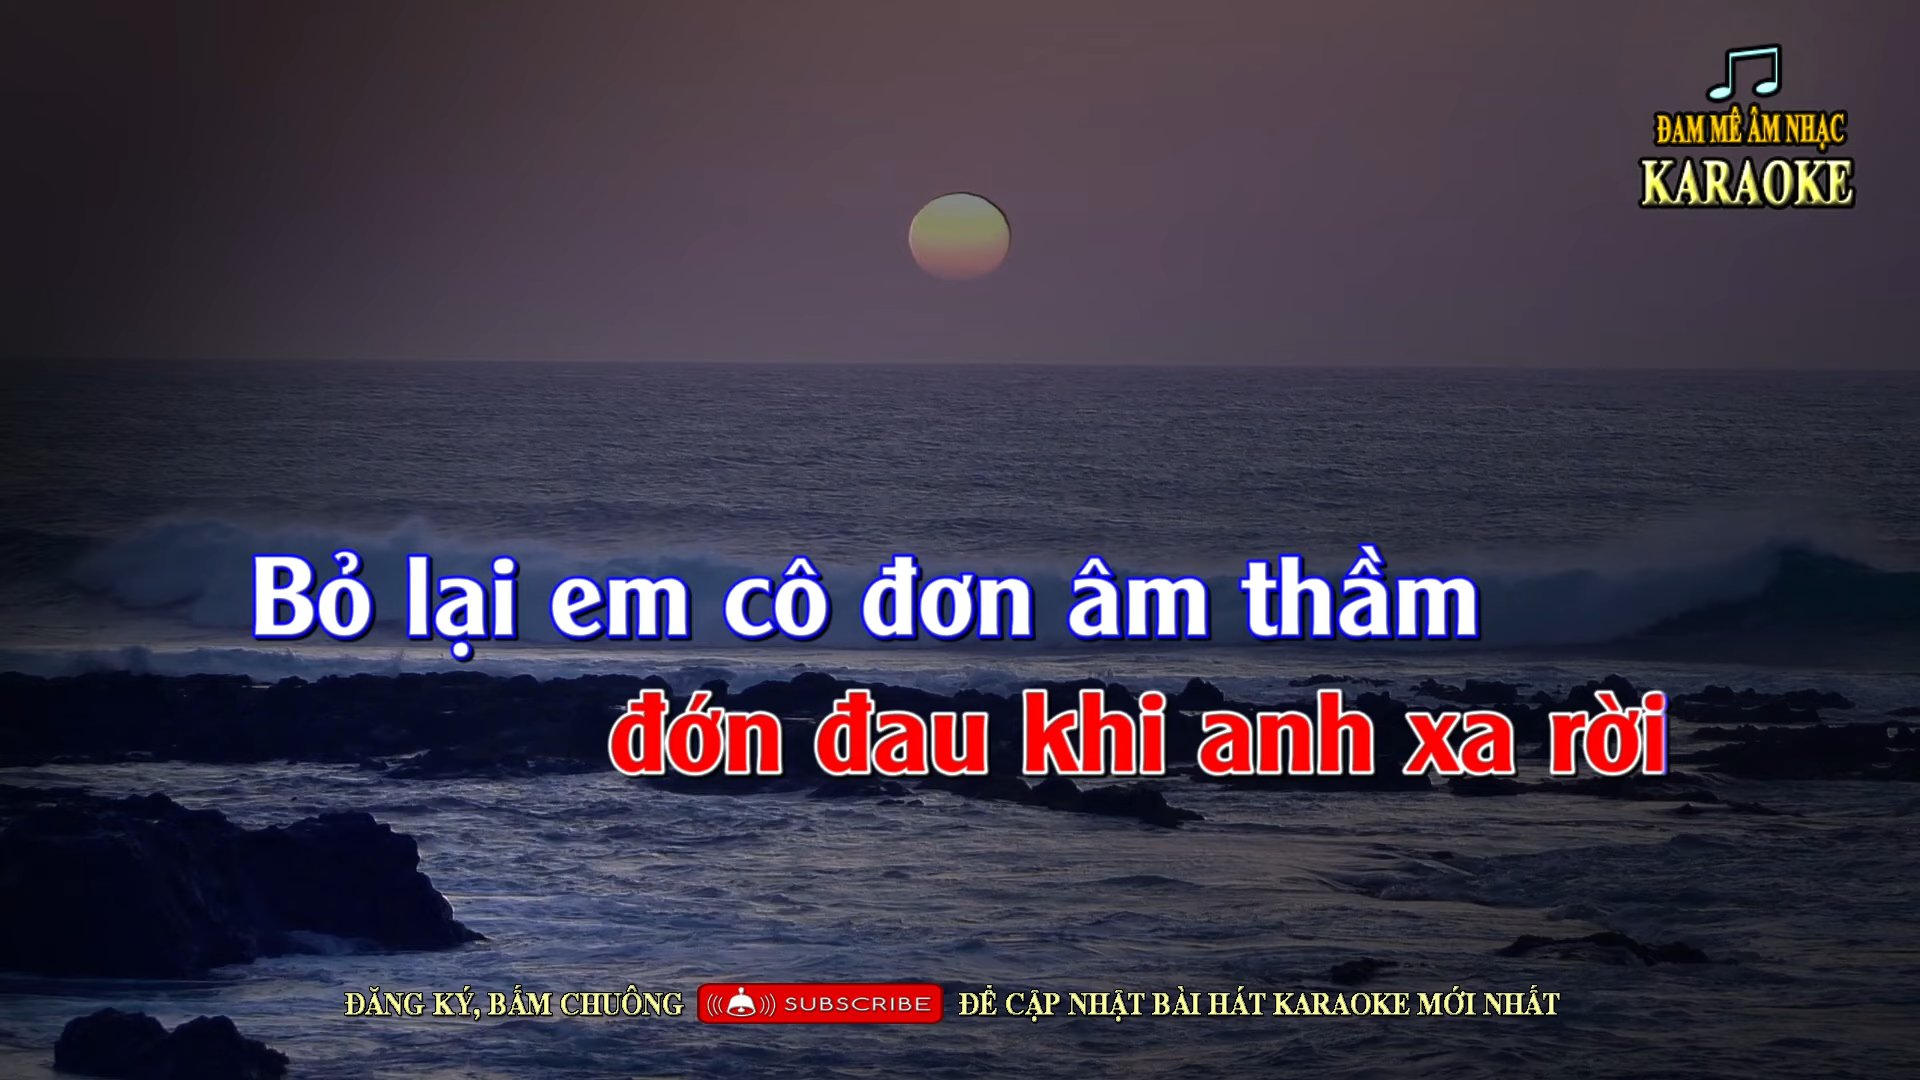 ĐAM MÊ ÂM NHẠC
KARAOKE
Bỏ lại em cô đơn âm thầm
đớn đau khi anh xa rời
ĐĂNG KÝ, BẤM CHUÔNG SUBSCRIBE ĐỂ CẬP NHẬT BÀI HÁT KARAOKE MỚI NHẤT